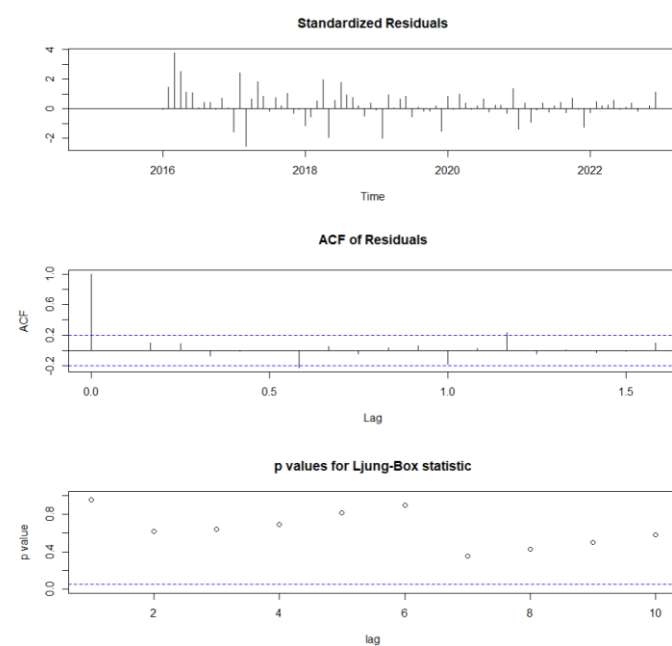 Standardized Residuals
4
2
0
-2
2016 2018 2020 2022
Time
ACF of Residuals
ACF
1.0
0.6
0.2
-0.2
0.0 0.5 1.0 1.5
Lag
p values for Ljung-Box statistic
p value
0.8
0.4
0.0
2 4 6 8 10
lag